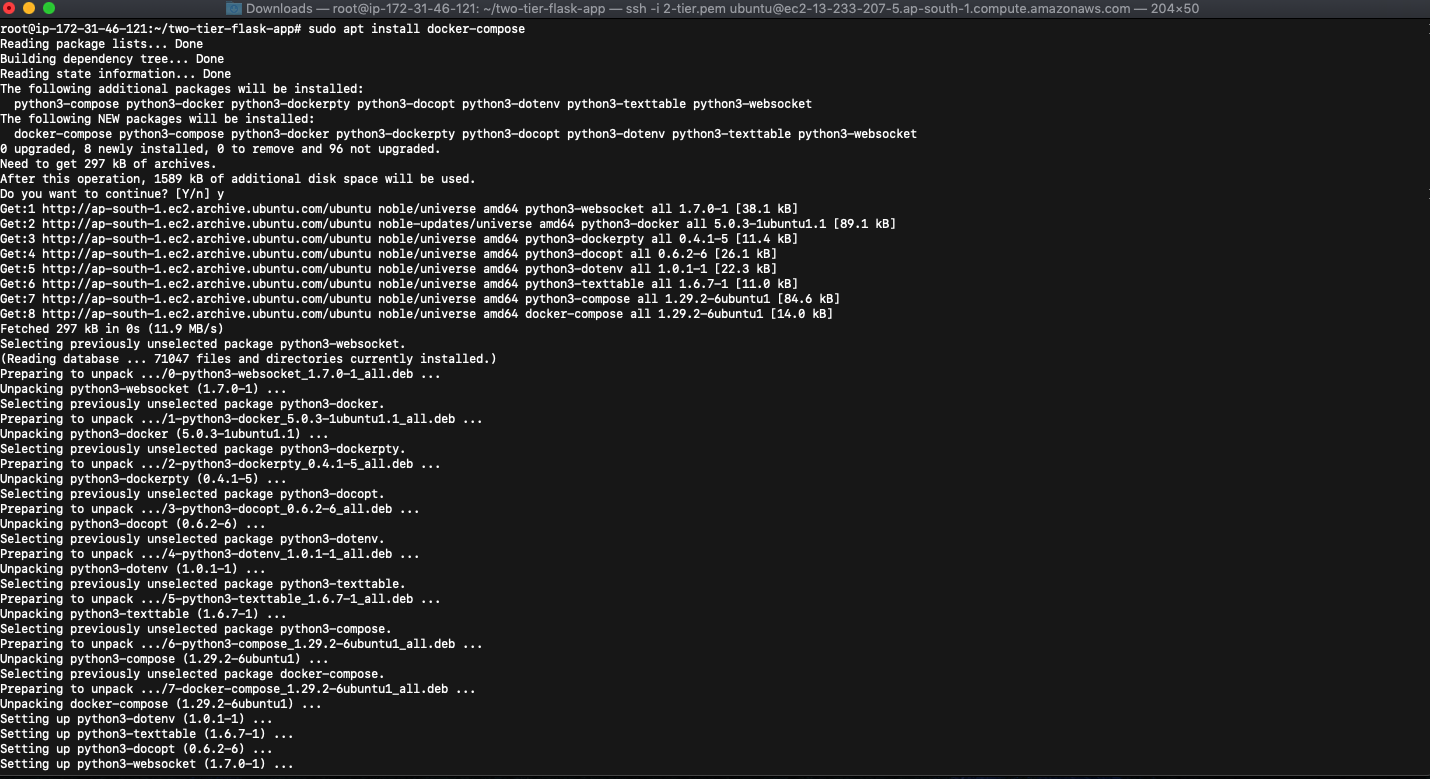 Downloads — root@ip-172-31-46-121: ~/two-tier-flask-app — ssh -i 2-tier.pem ubuntu@ec2-13-233-207-5.ap-south-1.compute.amazonaws.com — 204×50
root@ip-172-31-46-121:~/two-tier-flask-app# sudo apt install docker-compose
Reading package lists... Done
Building dependency tree... Done
Reading state information... Done
The following additional packages will be installed:
  python3-compose python3-docker python3-dockerpty python3-docopt python3-dotenv python3-texttable python3-websocket
The following NEW packages will be installed:
  docker-compose python3-compose python3-docker python3-dockerpty python3-docopt python3-dotenv python3-texttable python3-websocket
0 upgraded, 8 newly installed, 0 to remove and 96 not upgraded.
Need to get 297 kB of archives.
After this operation, 1589 kB of additional disk space will be used.
Do you want to continue? [Y/n] y
Get:1 http://ap-south-1.ec2.archive.ubuntu.com/ubuntu noble/universe amd64 python3-websocket all 1.7.0-1 [38.1 kB]
Get:2 http://ap-south-1.ec2.archive.ubuntu.com/ubuntu noble-updates/universe amd64 python3-docker all 5.0.3-1ubuntu1.1 [89.1 kB]
Get:3 http://ap-south-1.ec2.archive.ubuntu.com/ubuntu noble/universe amd64 python3-dockerpty all 0.4.1-5 [11.4 kB]
Get:4 http://ap-south-1.ec2.archive.ubuntu.com/ubuntu noble/universe amd64 python3-docopt all 0.6.2-6 [26.1 kB]
Get:5 http://ap-south-1.ec2.archive.ubuntu.com/ubuntu noble/universe amd64 python3-dotenv all 1.0.1-1 [22.3 kB]
Get:6 http://ap-south-1.ec2.archive.ubuntu.com/ubuntu noble/universe amd64 python3-texttable all 1.6.7-1 [11.0 kB]
Get:7 http://ap-south-1.ec2.archive.ubuntu.com/ubuntu noble/universe amd64 python3-compose all 1.29.2-6ubuntu1 [84.6 kB]
Get:8 http://ap-south-1.ec2.archive.ubuntu.com/ubuntu noble/universe amd64 docker-compose all 1.29.2-6ubuntu1 [14.0 kB]
Fetched 297 kB in 0s (11.9 MB/s)
Selecting previously unselected package python3-websocket.
(Reading database ... 71047 files and directories currently installed.)
Preparing to unpack .../0-python3-websocket_1.7.0-1_all.deb ...
Unpacking python3-websocket (1.7.0-1) ...
Selecting previously unselected package python3-docker.
Preparing to unpack .../1-python3-docker_5.0.3-1ubuntu1.1_all.deb ...
Unpacking python3-docker (5.0.3-1ubuntu1.1) ...
Selecting previously unselected package python3-dockerpty.
Preparing to unpack .../2-python3-dockerpty_0.4.1-5_all.deb ...
Unpacking python3-dockerpty (0.4.1-5) ...
Selecting previously unselected package python3-docopt.
Preparing to unpack .../3-python3-docopt_0.6.2-6_all.deb ...
Unpacking python3-docopt (0.6.2-6) ...
Selecting previously unselected package python3-dotenv.
Preparing to unpack .../4-python3-dotenv_1.0.1-1_all.deb ...
Unpacking python3-dotenv (1.0.1-1) ...
Selecting previously unselected package python3-texttable.
Preparing to unpack .../5-python3-texttable_1.6.7-1_all.deb ...
Unpacking python3-texttable (1.6.7-1) ...
Selecting previously unselected package python3-compose.
Preparing to unpack .../6-python3-compose_1.29.2-6ubuntu1_all.deb ...
Unpacking python3-compose (1.29.2-6ubuntu1) ...
Selecting previously unselected package docker-compose.
Preparing to unpack .../7-docker-compose_1.29.2-6ubuntu1_all.deb ...
Unpacking docker-compose (1.29.2-6ubuntu1) ...
Setting up python3-dotenv (1.0.1-1) ...
Setting up python3-texttable (1.6.7-1) ...
Setting up python3-docopt (0.6.2-6) ...
Setting up python3-websocket (1.7.0-1) ...